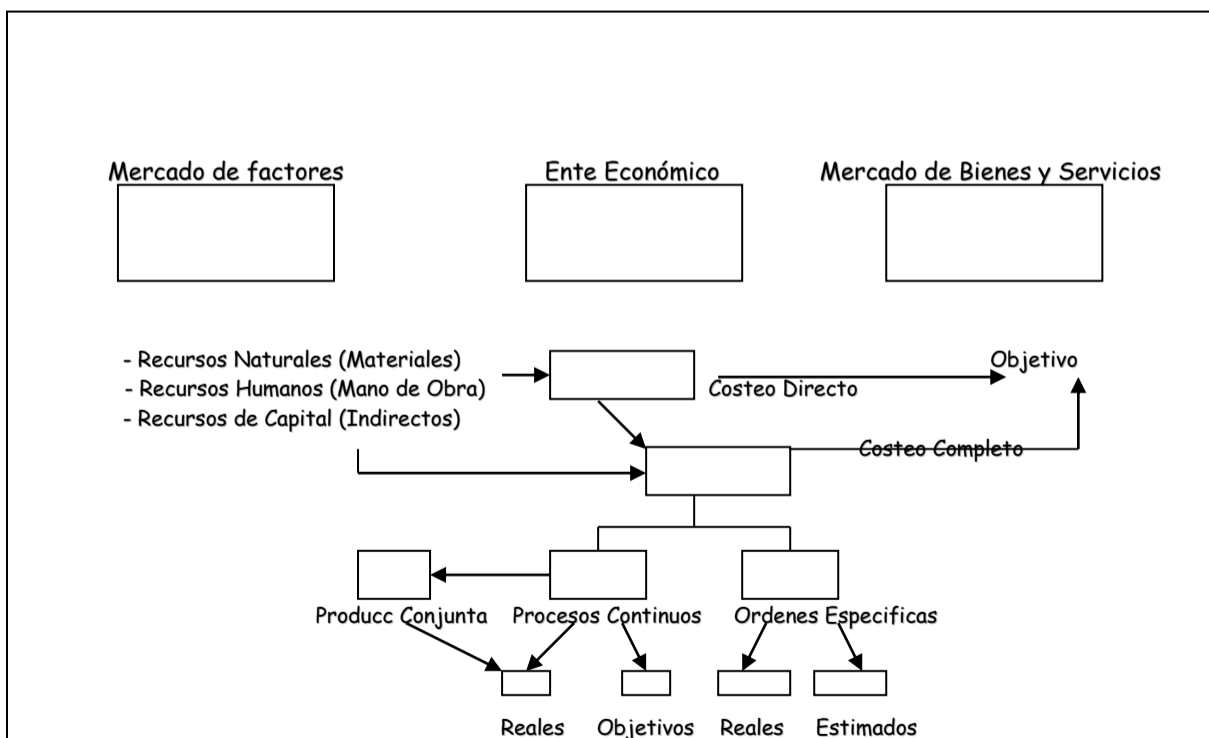 Mercado de factores
Ente Económico
Mercado de Bienes y Servicios
- Recursos Naturales (Materiales)
- Recursos Humanos (Mano de Obra)
- Recursos de Capital (Indirectos)
Objetivo
Costeo Directo
Costeo Completo
Producc Conjunta
Procesos Continuos
Ordenes Especificas
Reales
Objetivos
Reales
Estimados